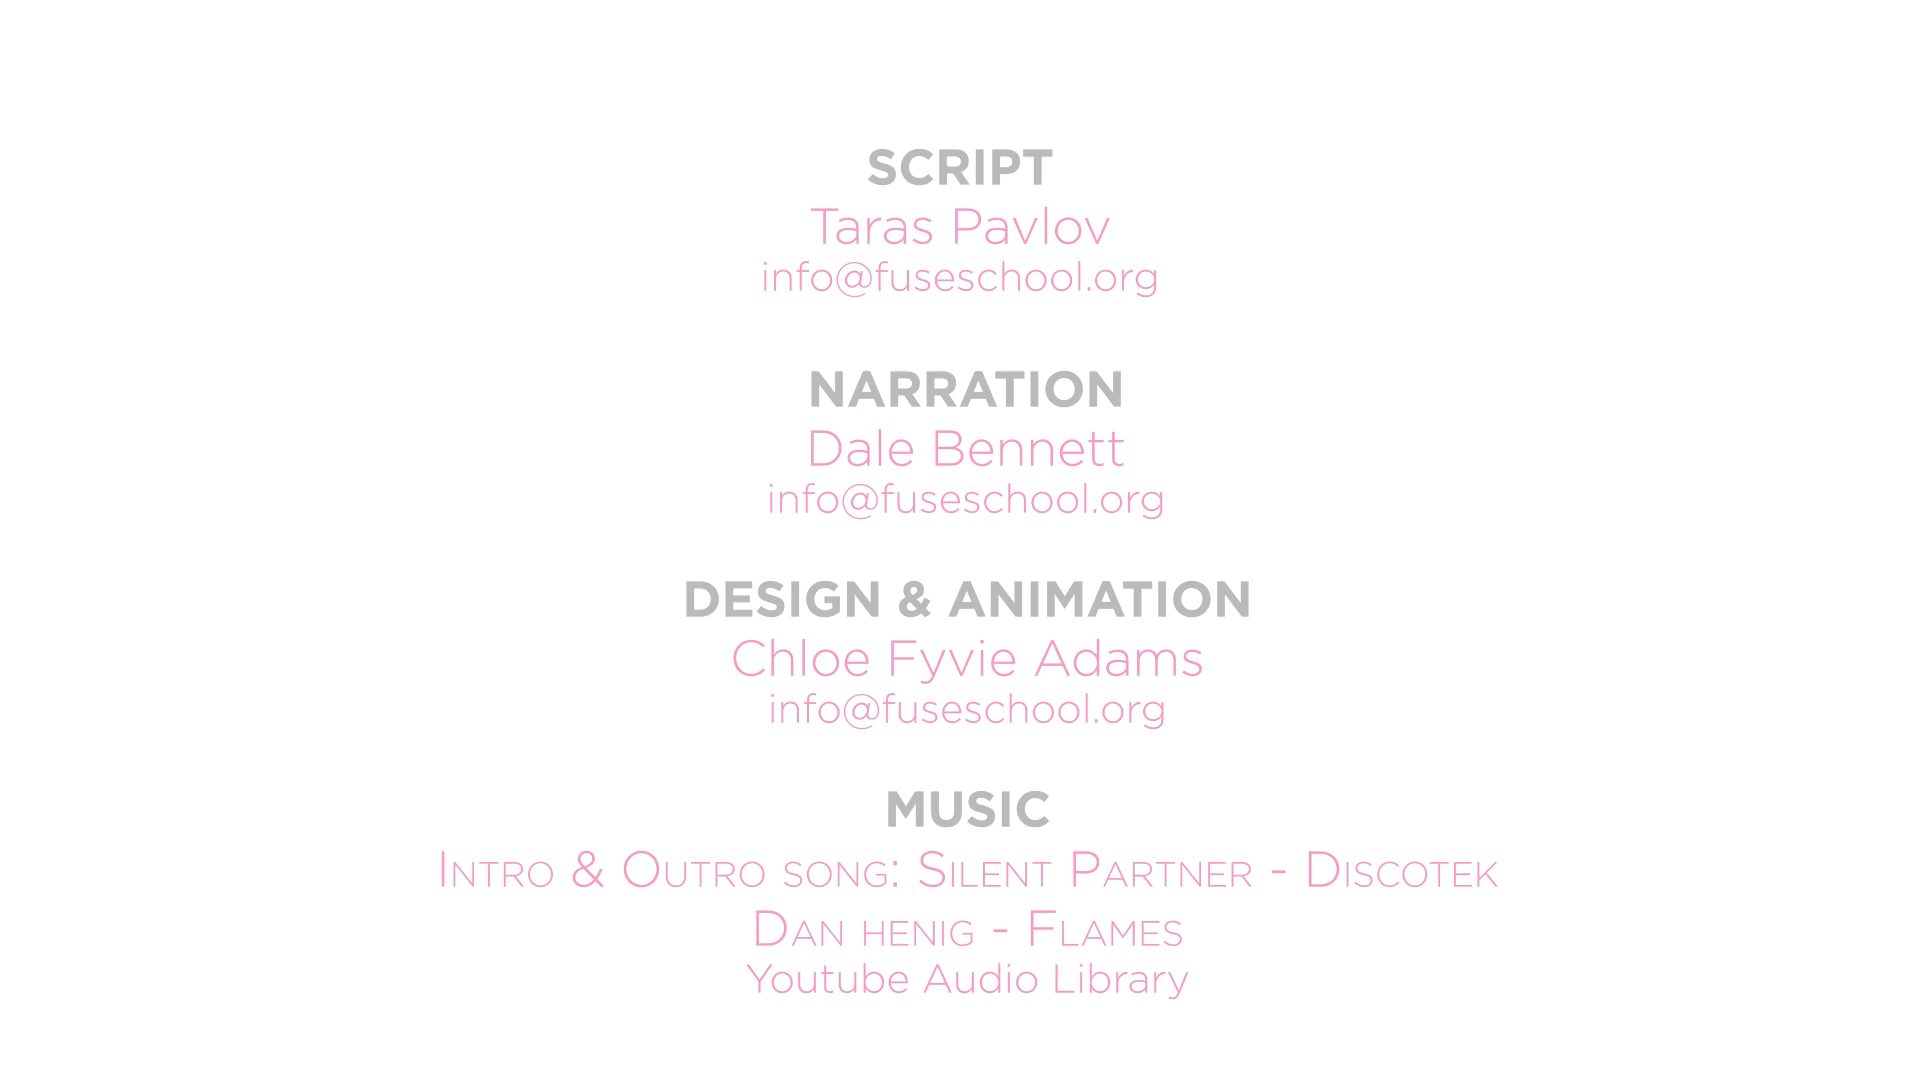 SCRIPT
Taras Pavlov
info@fuseschool.org
NARRATION
Dale Bennett
info@fuseschool.org
DESIGN & ANIMATION
Chloe Fyvie Adams
info@fuseschool.org
MUSIC
Intro & Outro song: Silent Partner - Discotek
Dan henig - Flames
Youtube Audio Library